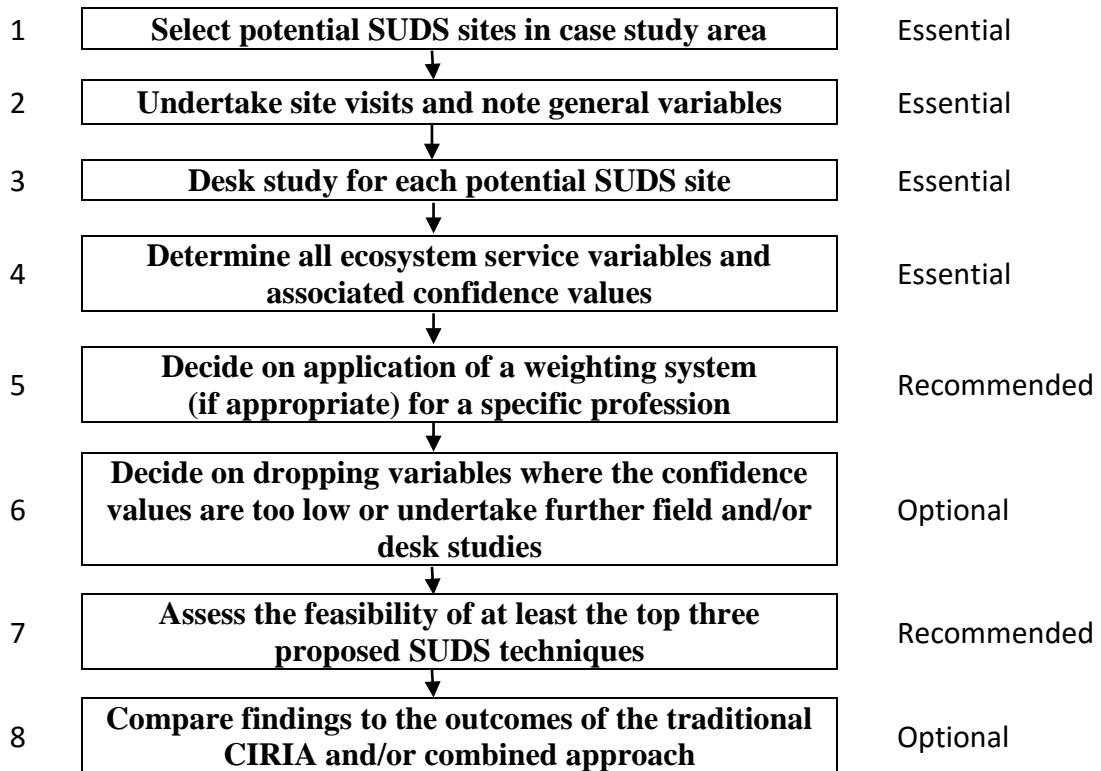 1 Select potential SUDS sites in case study area Essential
2 Undertake site visits and note general variables Essential
3 Desk study for each potential SUDS site Essential
4 Determine all ecosystem service variables and
associated confidence values Essential
5 Decide on application of a weighting system
(if appropriate) for a specific profession Recommended
6 Decide on dropping variables where the confidence
values are too low or undertake further field and/or
desk studies Optional
7 Assess the feasibility of at least the top three
proposed SUDS techniques Recommended
8 Compare findings to the outcomes of the traditional
CIRIA and/or combined approach Optional